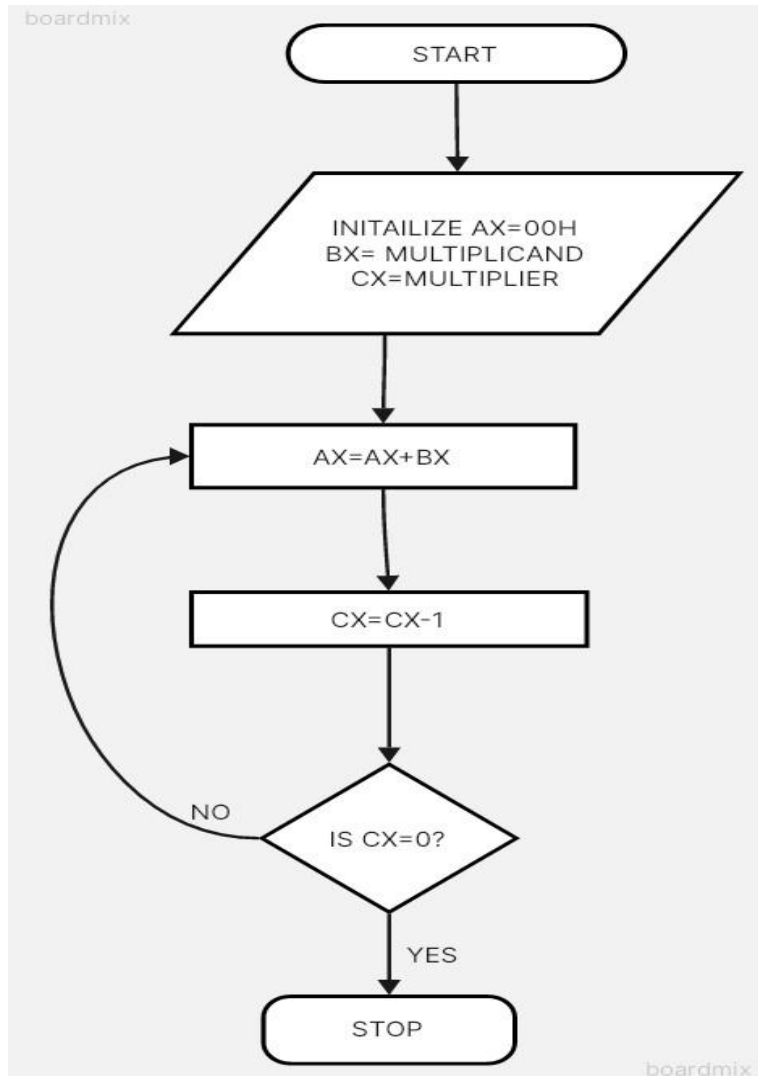 boardmix
START
INITAILIZE AX=00H
BX= MULTIPLICAND
CX=MULTIPLIER
AX=AX+BX
CX=CX-1
NO
IS CX=0?
YES
STOP
boardmix